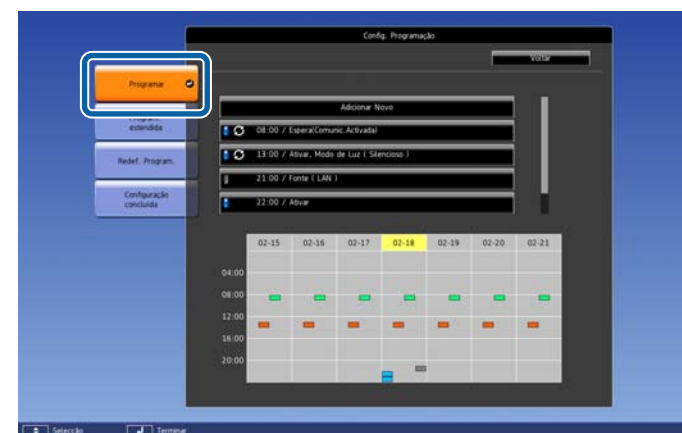 Config. Programação
Voltar
Programar
Adicionar Novo
Program.
estendida
08:00 / Espera(Comunic.Activada)
Redef. Program.
13:00 / Ativar, Modo de Luz ( Silencioso )
21:00 / Fonte ( LAN )
Configuração
concluída
22:00 / Ativar
02-15 02-16 02-17 02-18 02-19 02-20 02-21
04:00
08:00
12:00
16:00
20:00
Selecção Terminar